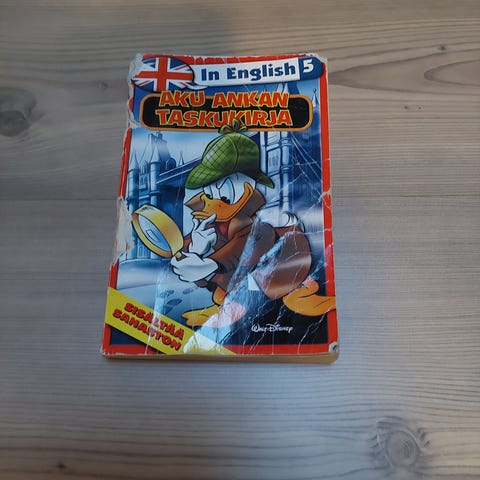 In English 5
AKU ANKAN
TASKUKIRJA
SISÄLTÄÄ
SANASTON
WALT DISNEY